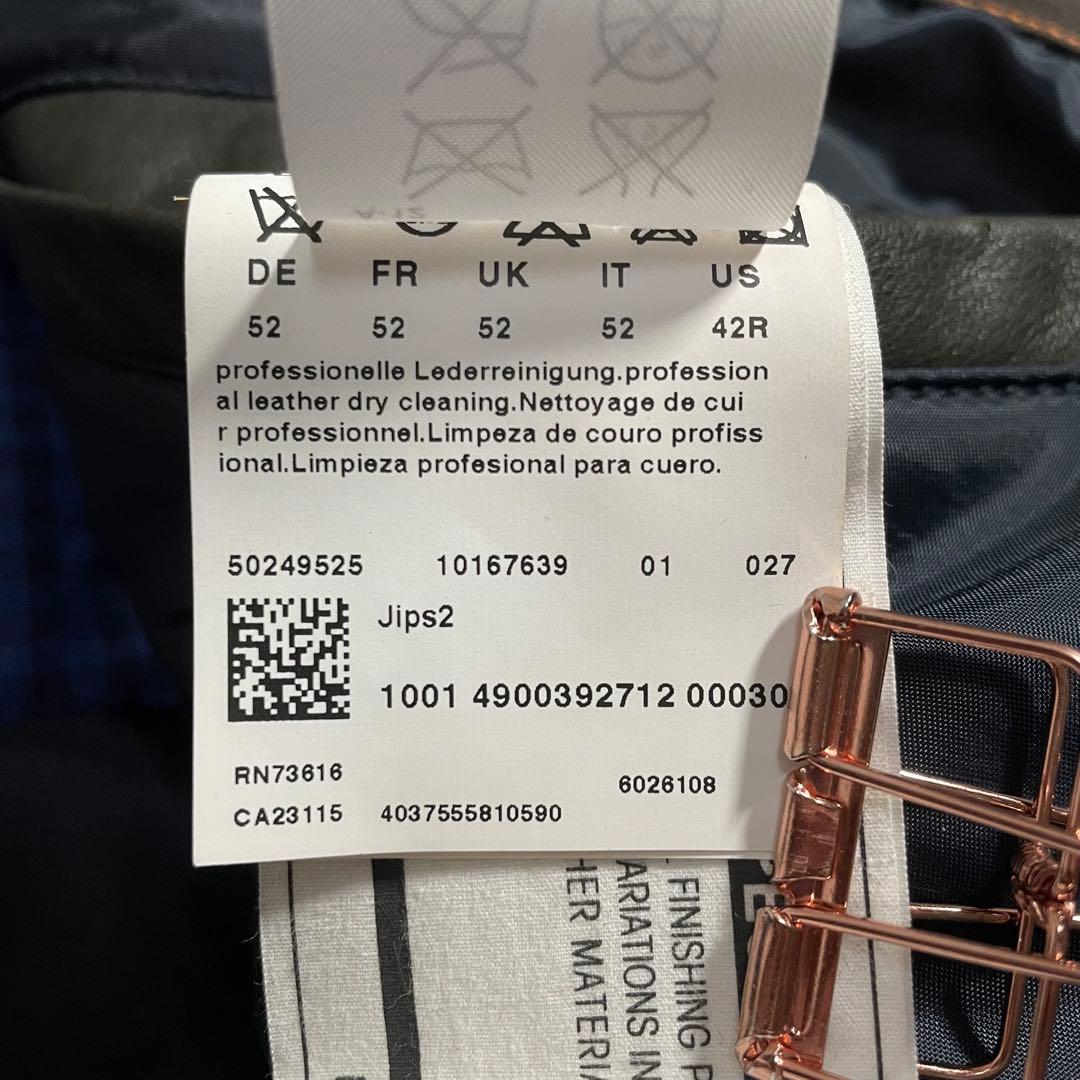 DE FR UK IT US
52 52 52 52 42R
professionelle Lederreinigung.profession
al leather dry cleaning.Nettoyage de cui
r professionnel.Limpeza de couro profiss
ional.Limpieza profesional para cuero.
50249525 10167639 01 027
Jips2
1001 4900392712 00030
RN73616
6026108
CA23115 4037555810590
FINISHING P
ARIATIONS IN
HER MATERIA